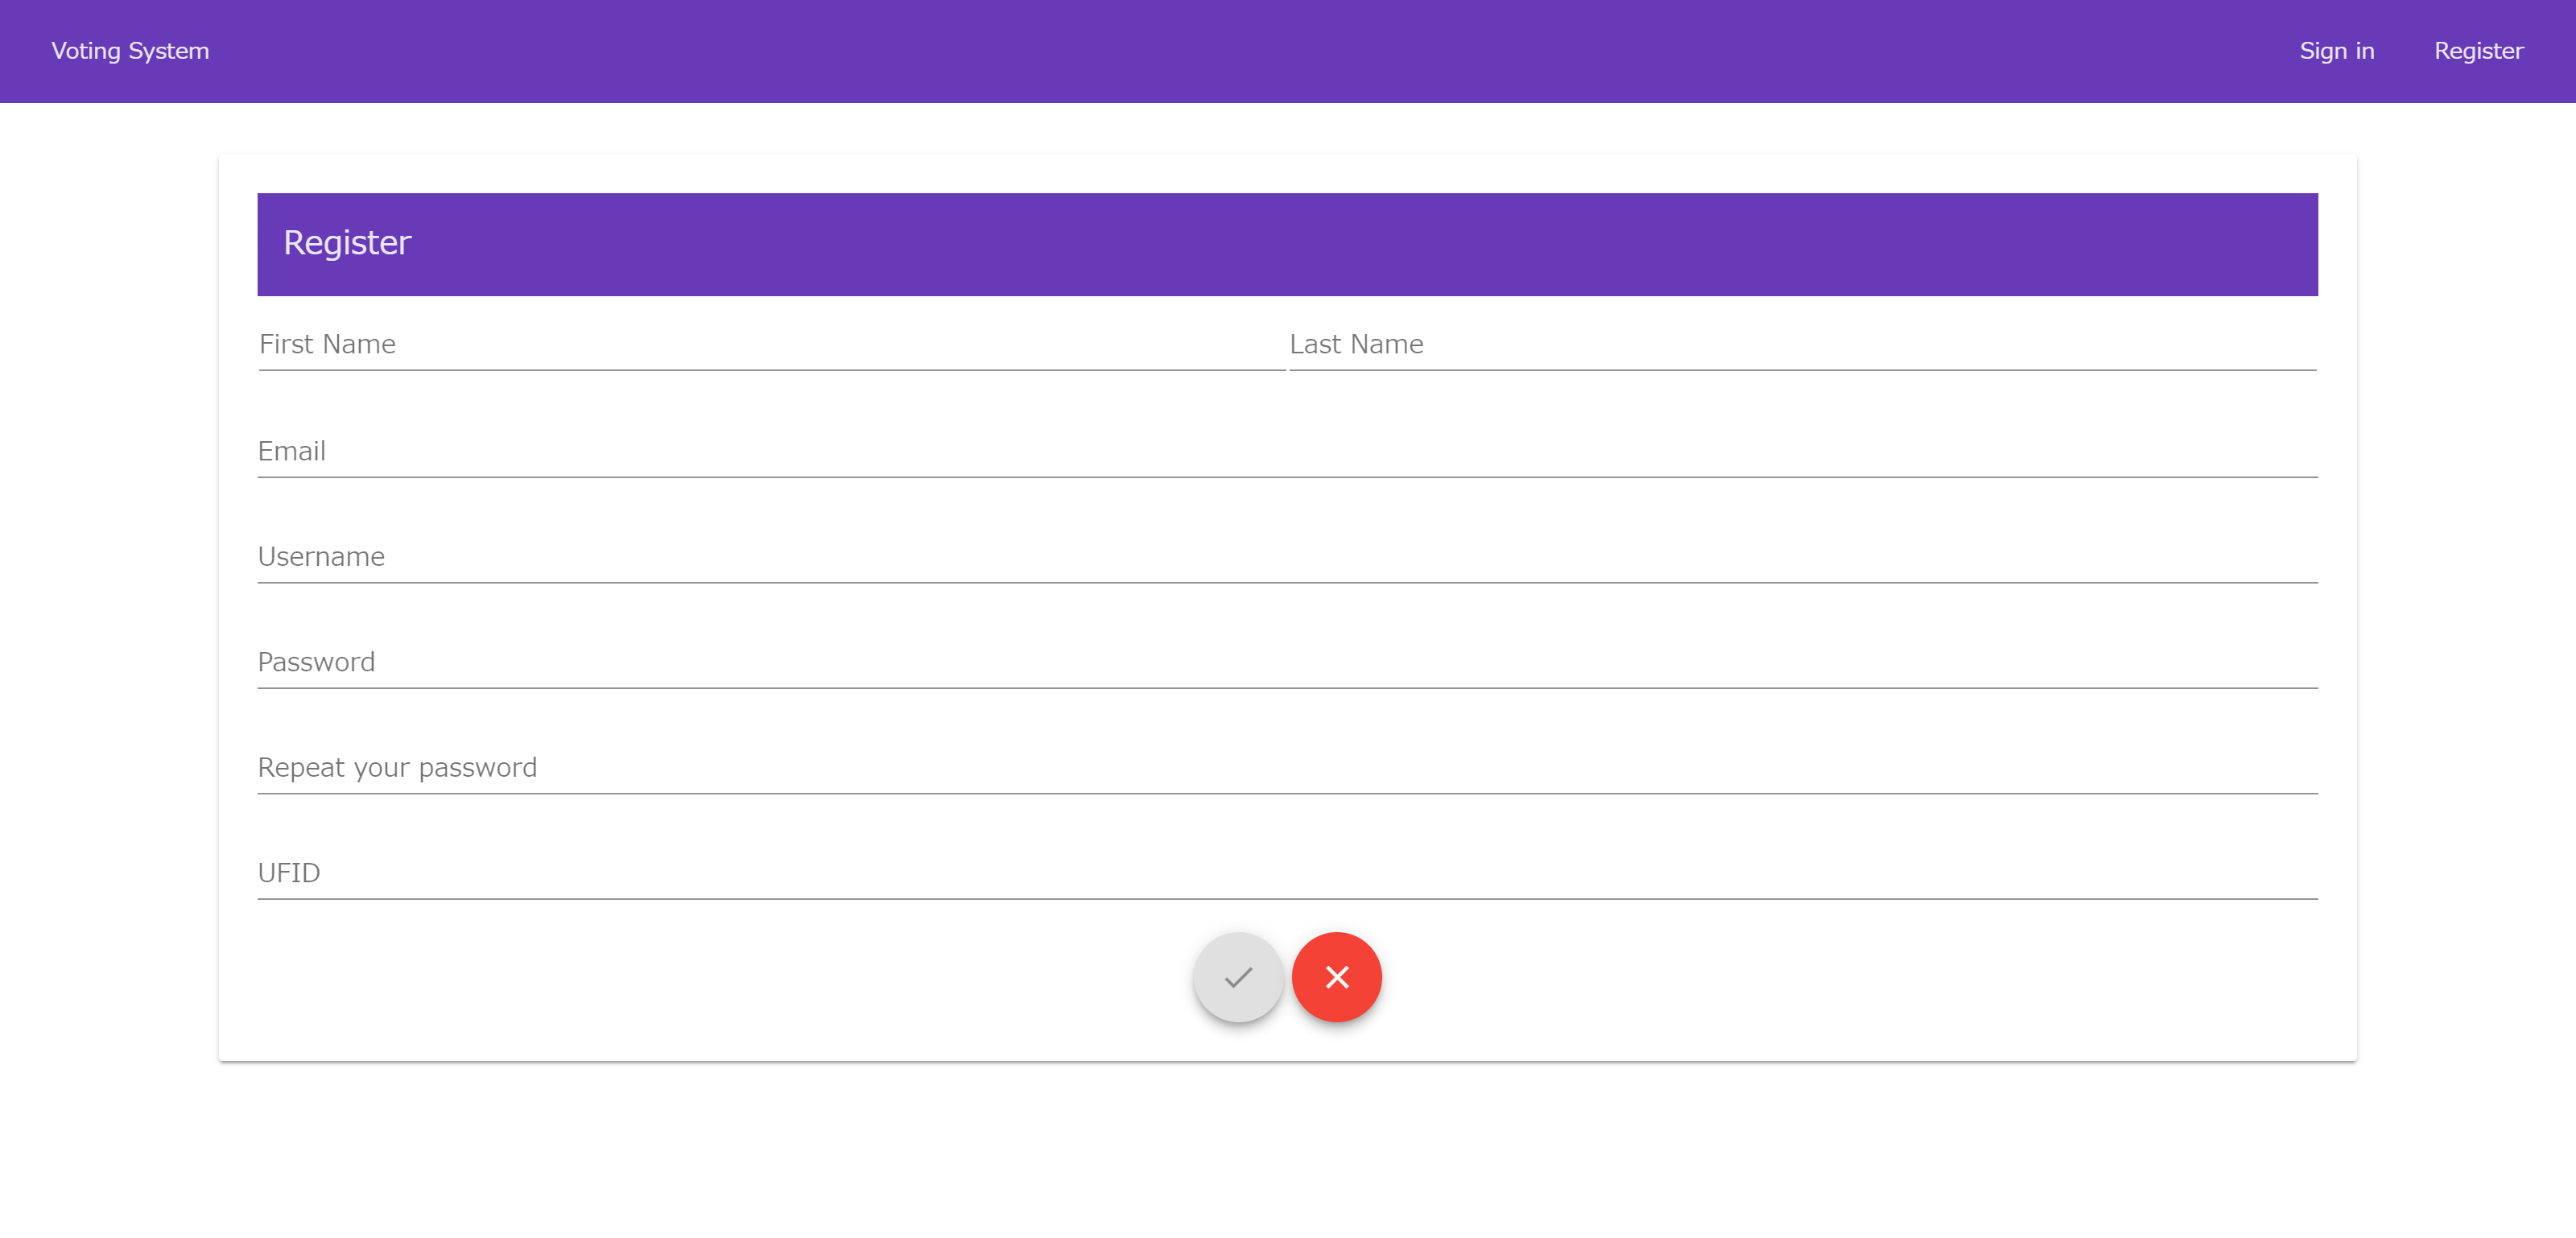 Voting System Sign in Register
Register
First Name Last Name
Email
Username
Password
Repeat your password
UFID